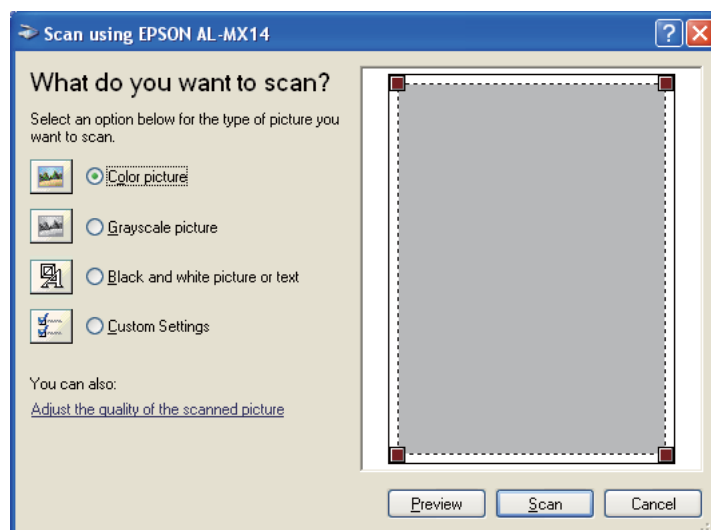 Scan using EPSON AL-MX14
What do you want to scan?
Select an option below for the type of picture you
want to scan.
Color picture
Grayscale picture
Black and white picture or text
Custom Settings
You can also:
Adjust the quality of the scanned picture
Preview
Scan
Cancel